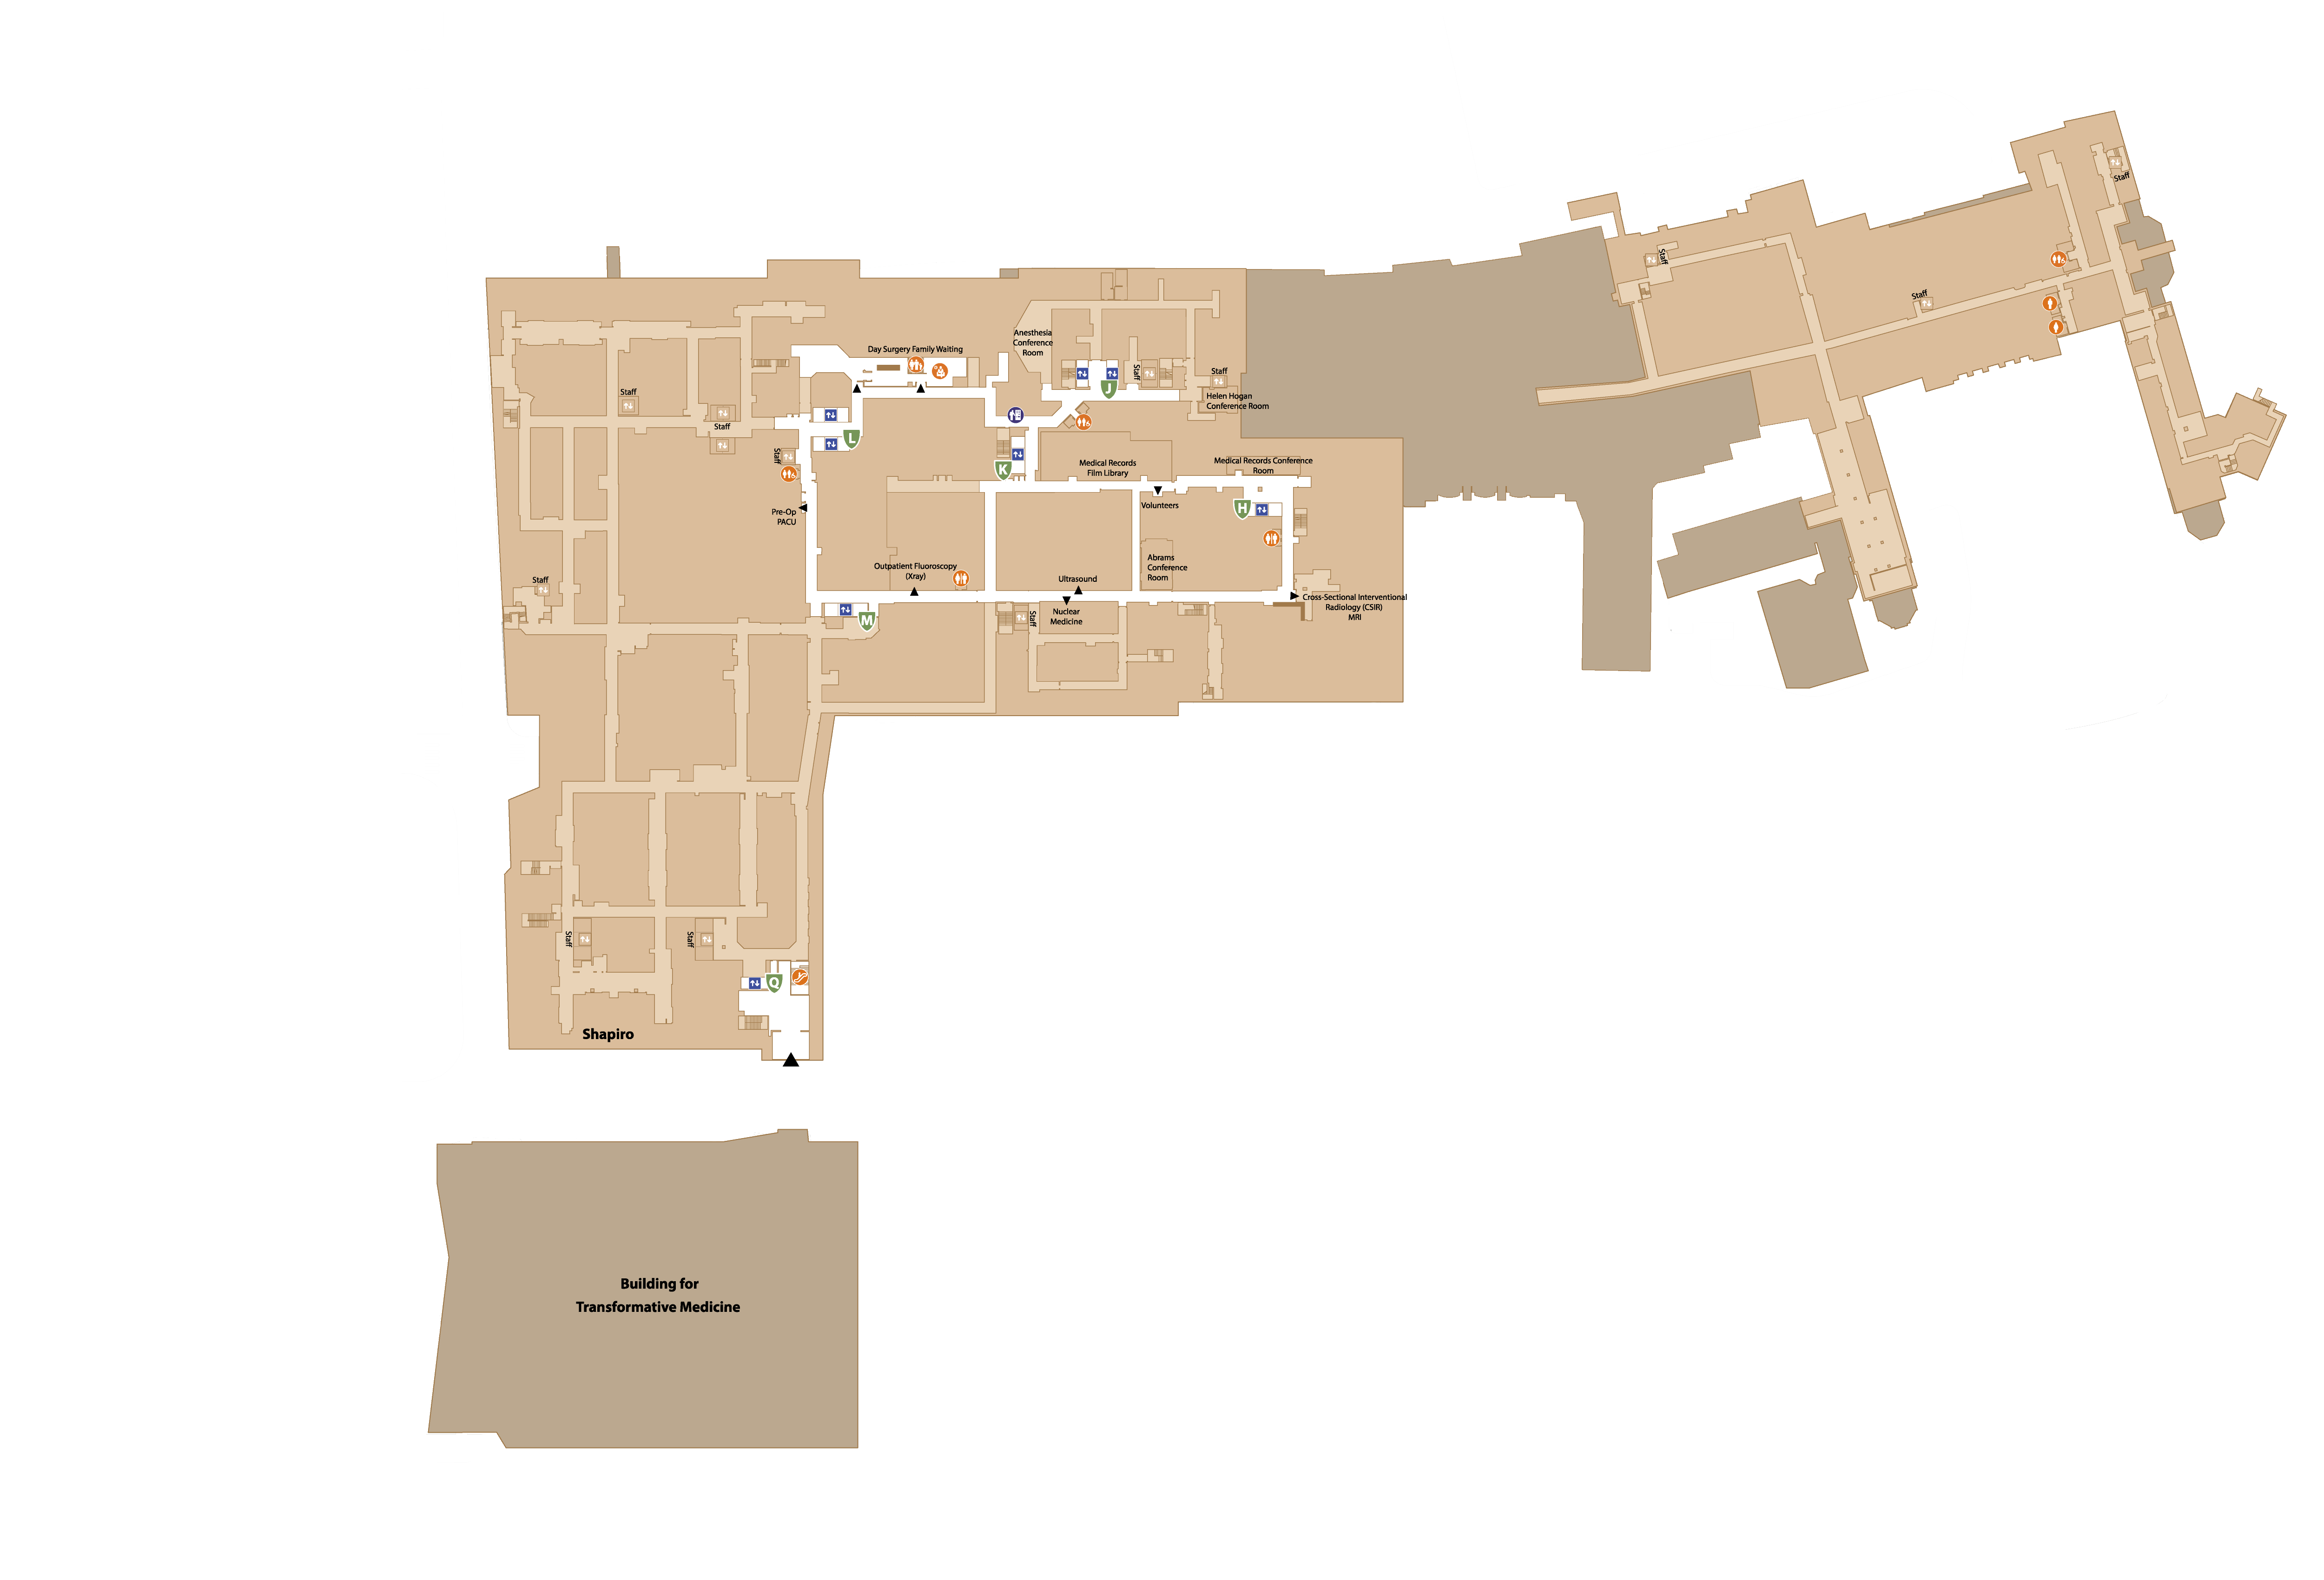 Staff
Staff
Staff
Anesthesia
Conference
Room
Day Surgery Family Waiting
Staff
Staff
J
Staff
Helen Hogan
Conference Room
Staff
L
Staff
K
Medical Records
Film Library
Medical Records Conference
Room
Pre-Op
PACU
Volunteers
H
Abrams
Conference
Room
Outpatient Fluoroscopy
(Xray)
Ultrasound
Staff
Cross-Sectional Interventional
Radiology (CSIR)
MRI
Nuclear
Medicine
Staff
M
Staff
Staff
Q
Shapiro
Building for
Transformative Medicine